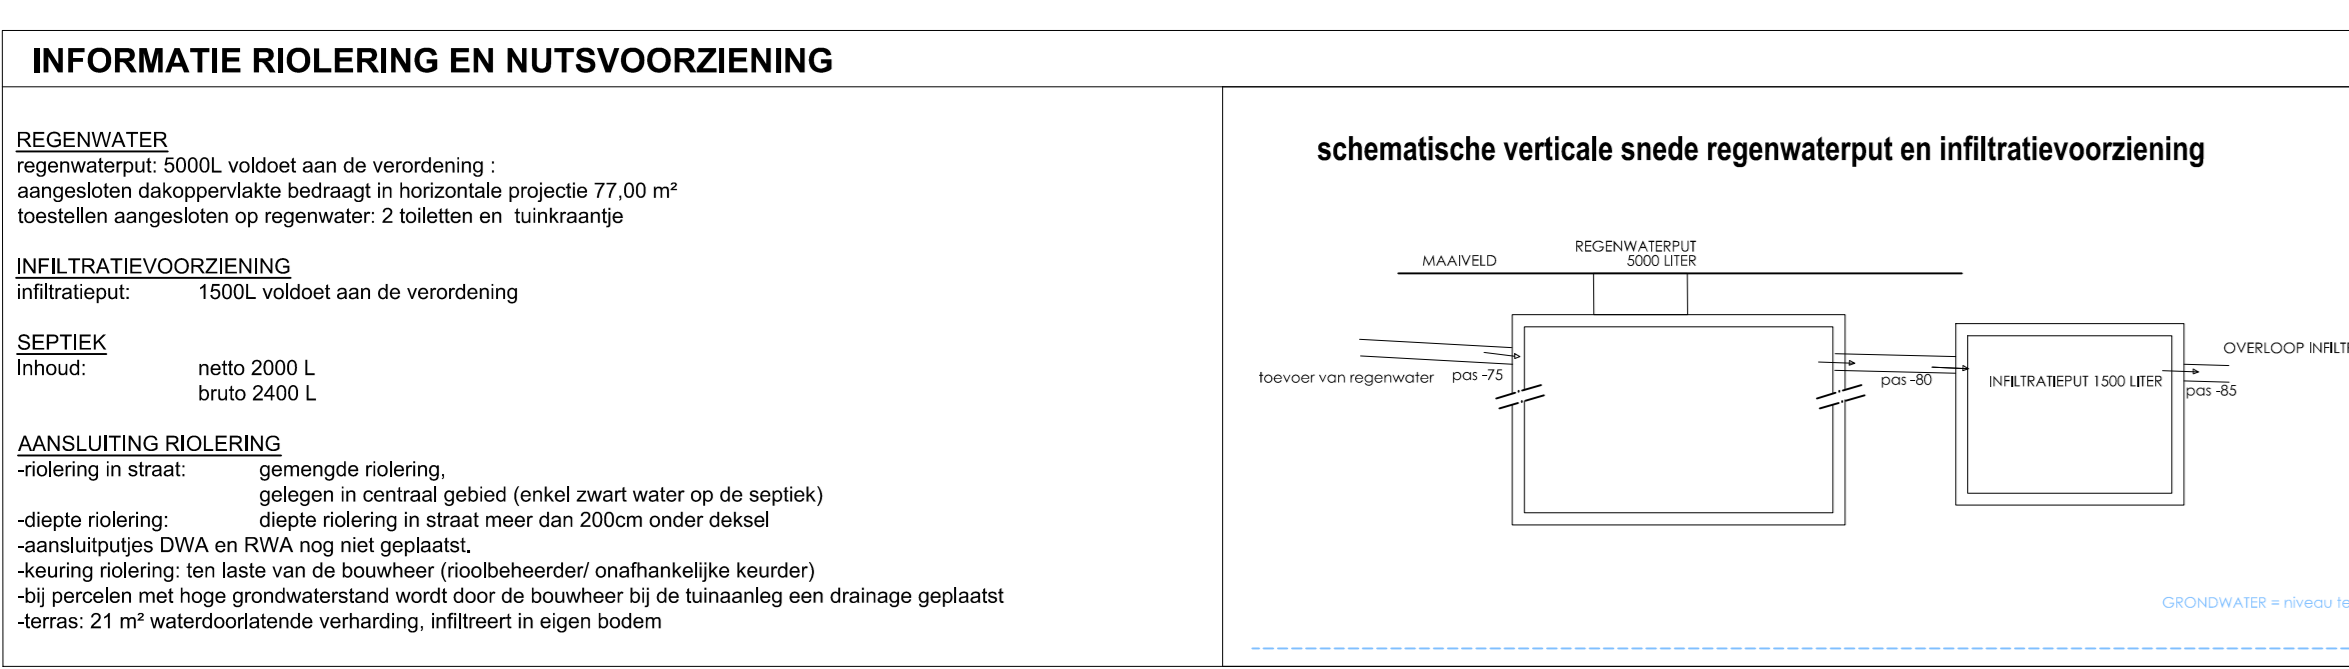 INFORMATIE RIOLERING EN NUTSVOORZIENING
REGENWATER
regenwaterput: 5000L voldoet aan de verordening :
aangesloten dakoppervlakte bedraagt in horizontale projectie 77,00 m²
toestellen aangesloten op regenwater: 2 toiletten en tuinkraantje
INFILTRATIEVOORZIENING
infiltratieput: 1500L voldoet aan de verordening
SEPTIEK
Inhoud: netto 2000 L
bruto 2400 L
AANSLUITING RIOLERING
-riolering in straat: gemengde riolering,
gelegen in centraal gebied (enkel zwart water op de septiek)
-diepte riolering: diepte riolering in straat meer dan 200cm onder deksel
-aansluitputjes DWA en RWA nog niet geplaatst.
-keuring riolering: ten laste van de bouwheer (rioolbeheerder/ onafhankelijke keurder)
-bij percelen met hoge grondwaterstand wordt door de bouwheer bij de tuinaanleg een drainage geplaatst
-terras: 21 m² waterdoorlatende verharding, infiltreert in eigen bodem
schematische verticale snede regenwaterput en infiltratievoorziening
MAAIVELD
REGENWATERPUT
5000 LITER
toevoer van regenwater
pas -75
pas -80
INFILTRATIEPUT 1500 LITER
OVERLOOP
pas -85
GRONDWATER = niveau